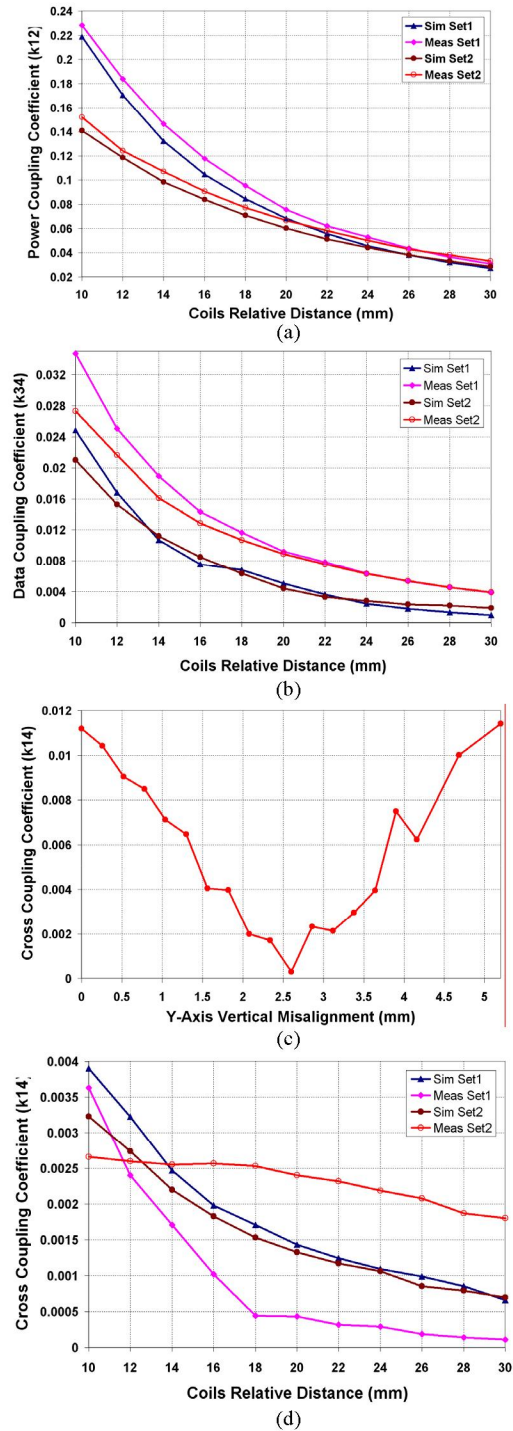 Power Coupling Coefficient (k12)
0.24
0.22
0.2
0.18
0.16
0.14
0.12
0.1
0.08
0.06
0.04
0.02
Sim Set1
Meas Set1
Sim Set2
Meas Set2
10 12 14 16 18 20 22 24 26 28 30
Coils Relative Distance (mm)
(a)
Data Coupling Coefficient (k34)
0.032
0.028
0.024
0.02
0.016
0.012
0.008
0.004
0
Sim Set1
Meas Set1
Sim Set2
Meas Set2
10 12 14 16 18 20 22 24 26 28 30
Coils Relative Distance (mm)
(b)
Cross Coupling Coefficient (k14)
0.012
0.01
0.008
0.006
0.004
0.002
0
0 0.5 1 1.5 2 2.5 3 3.5 4 4.5 5
Y-Axis Vertical Misalignment (mm)
(c)
Cross Coupling Coefficient (k14)
0.004
0.0035
0.003
0.0025
0.002
0.0015
0.001
0.0005
0
Sim Set1
Meas Set1
Sim Set2
Meas Set2
10 12 14 16 18 20 22 24 26 28 30
Coils Relative Distance (mm)
(d)